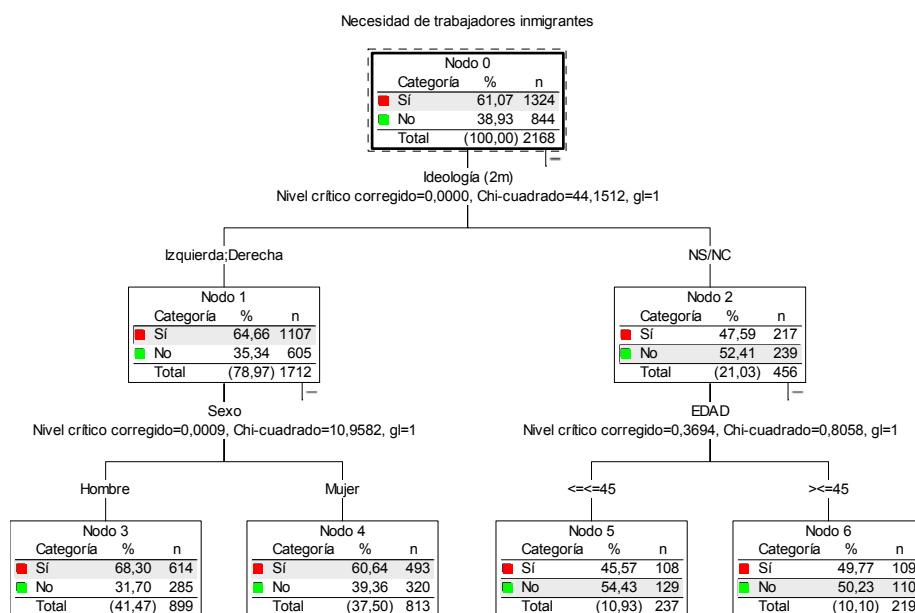 Necesidad de trabajadores inmigrantes
Nodo 0
Categoría % n
Sí 61,07 1324
No 38,93 844
Total (100,00) 2168
Ideología (2m)
Nivel crítico corregido=0,0000, Chi-cuadrado=44,1512, gl=1
Izquierda;Derecha
NS/NC
Nodo 1
Categoría % n
Sí 64,66 1107
No 35,34 605
Total (78,97) 1712
Nodo 2
Categoría % n
Sí 47,59 217
No 52,41 239
Total (21,03) 456
Sexo
Nivel crítico corregido=0,0009, Chi-cuadrado=10,9582, gl=1
EDAD
Nivel crítico corregido=0,3694, Chi-cuadrado=0,8058, gl=1
Hombre
Mujer
<=<=45
><=45
Nodo 3
Categoría % n
Sí 68,30 614
No 31,70 285
Total (41,47) 899
Nodo 4
Categoría % n
Sí 60,64 493
No 39,36 320
Total (37,50) 813
Nodo 5
Categoría % n
Sí 45,57 108
No 54,43 129
Total (10,93) 237
Nodo 6
Categoría % n
Sí 49,77 109
No 50,23 110
Total (10,10) 219